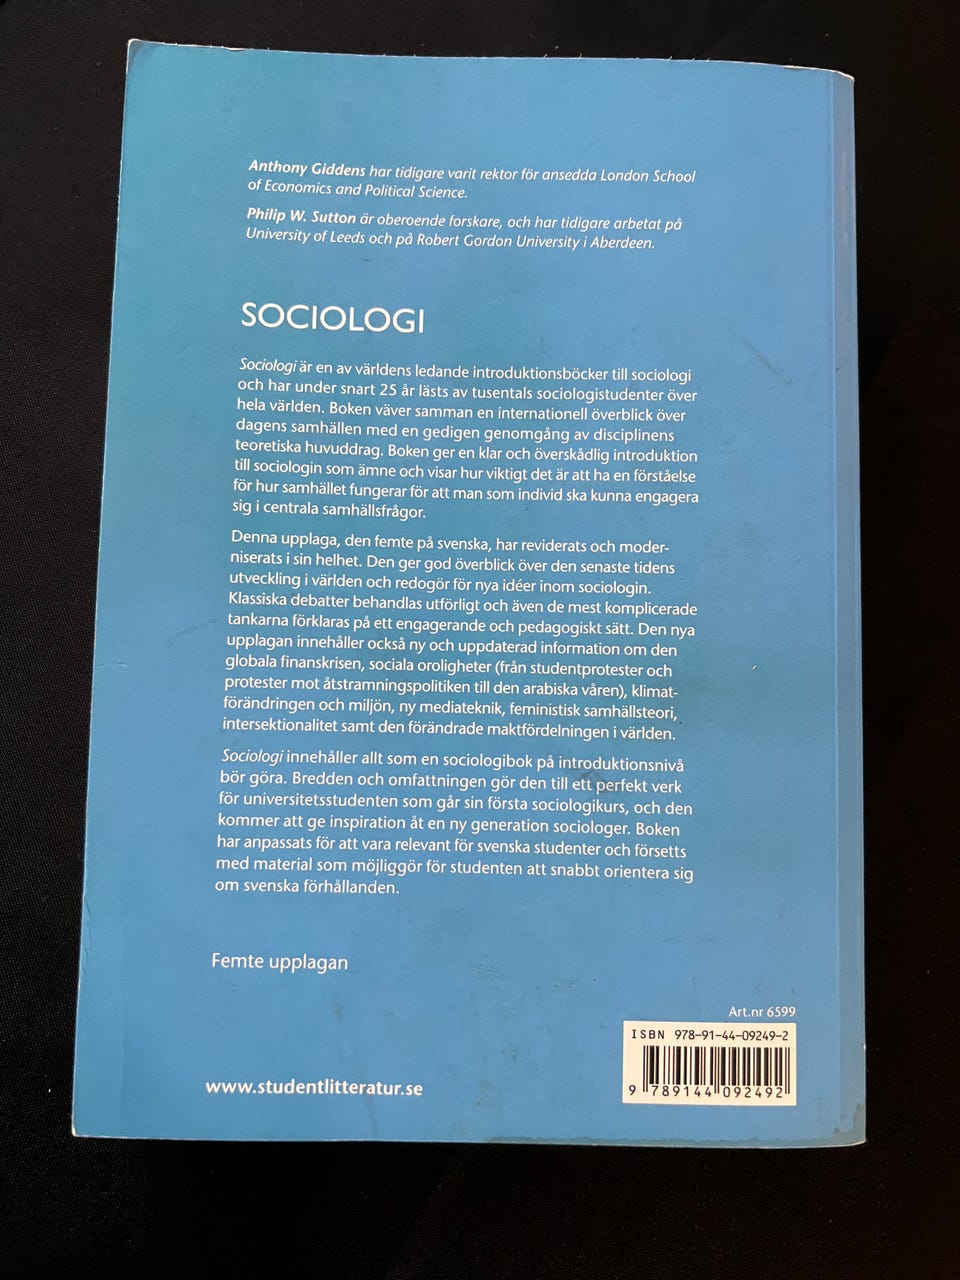 Anthony Giddens har tidigare varit rektor för ansedda London School
of Economics and Political Science.
Philip W. Sutton är oberoende forskare, och har tidigare arbetat på
University of Leeds och på Robert Gordon University i Aberdeen.
SOCIOLOGI
Sociologi är en av världens ledande introduktionsböcker till sociologi
och har under snart 25 år lästs av tusentals sociologistudenter över
hela världen. Boken väver samman en internationell överblick över
dagens samhällen med en gedigen genomgång av disciplinens
teoretiska huvuddrag. Boken ger en klar och överskådlig introduktion
till sociologin som ämne och visar hur viktigt det är att ha en förståelse
för hur samhället fungerar för att man som individ ska kunna engagera
sig i centrala samhällsfrågor.
Denna upplaga, den femte på svenska, har reviderats och moder-
niserats i sin helhet. Den ger god överblick över den senaste tidens
utveckling i världen och redogör för nya idéer inom sociologin.
Klassiska debatter behandlas utförligt och även de mest komplicerade
tankarna förklaras på ett engagerande och pedagogiskt sätt. Den nya
upplagan innehåller också ny och uppdaterad information om den
globala finanskrisen, sociala oroligheter (från studentprotester och
protester mot åtstramningspolitiken till den arabiska våren), klimat-
förändringen och miljön, ny mediateknik, feministisk samhällsteori,
intersektionalitet samt den förändrade maktfördelningen i världen.
Sociologi innehåller allt som en sociologibok på introduktionsnivå
bör göra. Bredden och omfattningen gör den till ett perfekt verk
för universitetsstudenten som går sin första sociologikurs, och den
kommer att ge inspiration åt en ny generation sociologer. Boken
har anpassats för att vara relevant för svenska studenter och försetts
med material som möjliggör för studenten att snabbt orientera sig
om svenska förhållanden.
Femte upplagan
Art.nr 6599
ISBN 978-91-44-09249-2
9 789144 092492
www.studentlitteratur.se